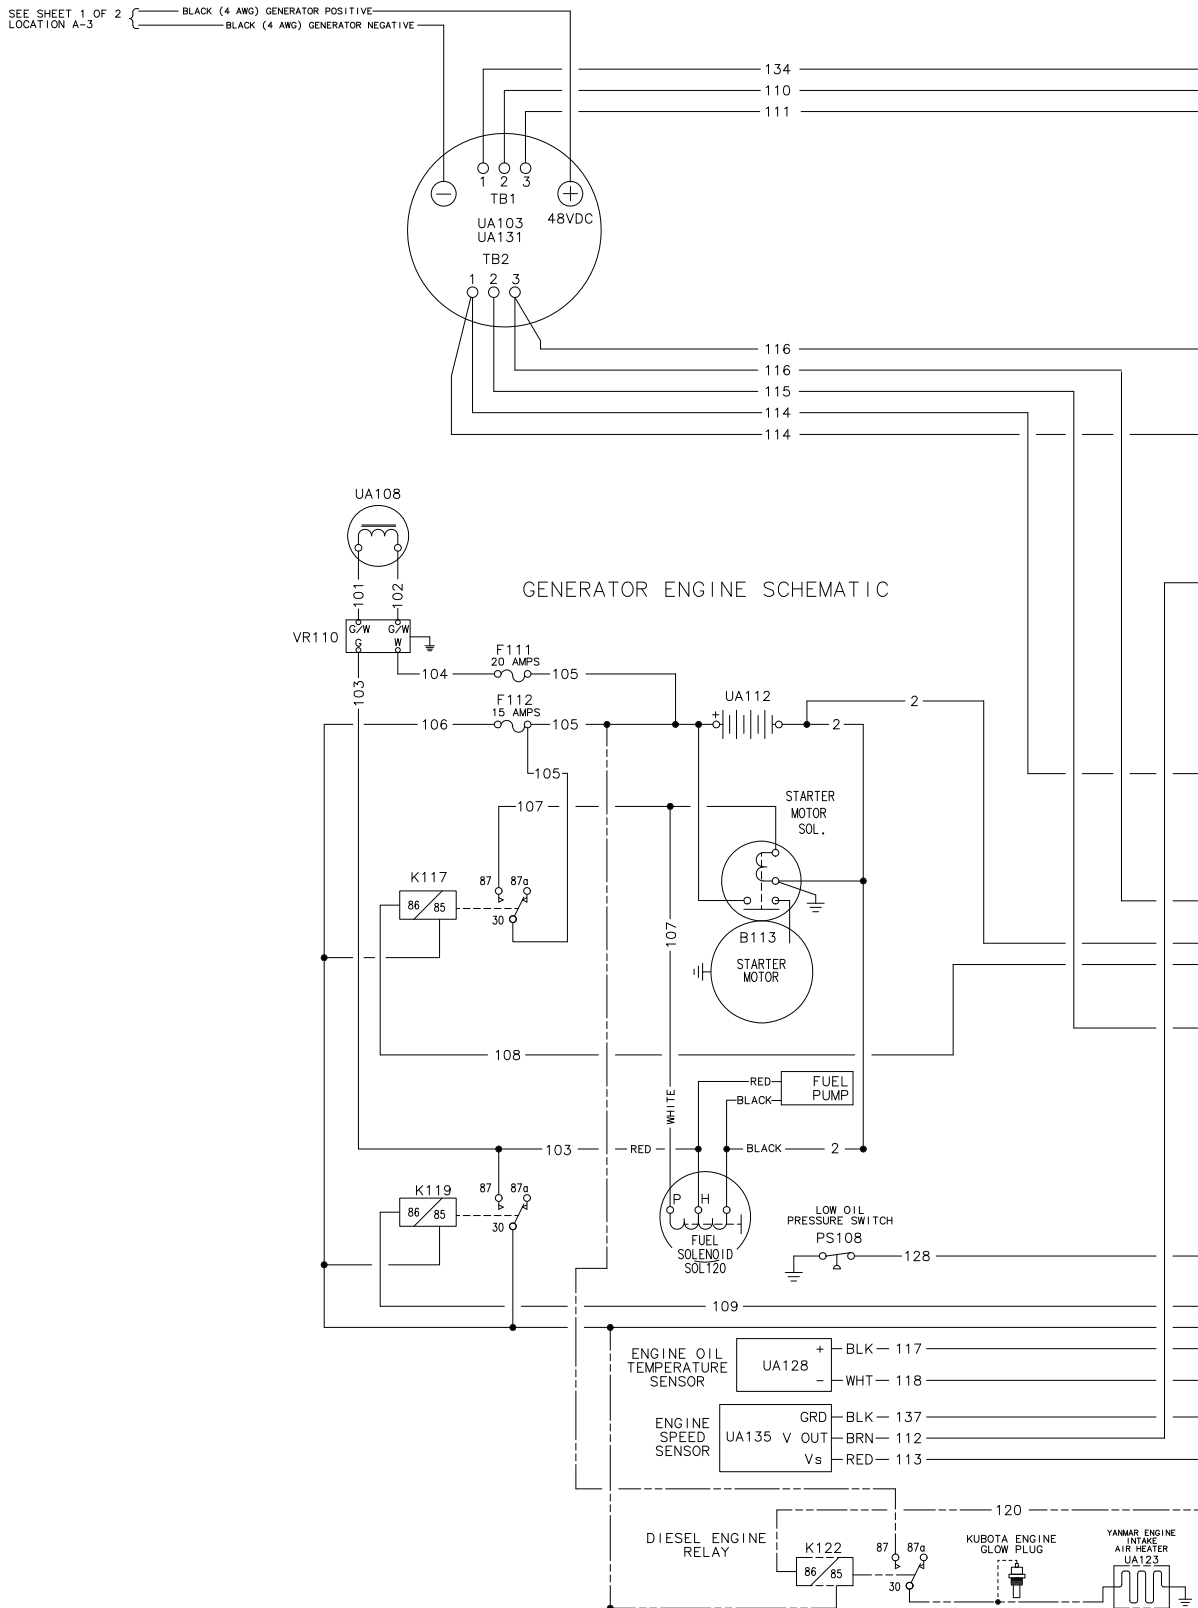 SEE SHEET 1 OF 2
LOCATION A-3
BLACK (4 AWG) GENERATOR POSITIVE
BLACK (4 AWG) GENERATOR NEGATIVE
134
110
111
1 2 3
TB1
48VDC
UA103
UA131
TB2
1 2 3
116
116
115
114
114
UA108
101
102
GENERATOR ENGINE SCHEMATIC
VR110
G/W G/W
G W
103
104
F111
20 AMPS
105
106
F112
15 AMPS
105
105
UA112
+
2
2
107
STARTER
MOTOR
SOL.
K117
86 85
87 87a
30
107
B113
STARTER
MOTOR
108
RED
BLACK
FUEL
PUMP
WHITE
103
RED
BLACK
2
K119
86 85
87 87a
30
P H
FUEL
SOLENOID
SOL120
LOW OIL
PRESSURE SWITCH
PS108
128
109
ENGINE OIL
TEMPERATURE
SENSOR
UA128
+ BLK 117
- WHT 118
ENGINE
SPEED
SENSOR
UA135
GRD BLK 137
V OUT BRN 112
Vs RED 113
120
DIESEL ENGINE
RELAY
K122
86 85
87 87a
30
KUBOTA ENGINE
GLOW PLUG
YANMAR ENGINE
INTAKE
AIR HEATER
UA123